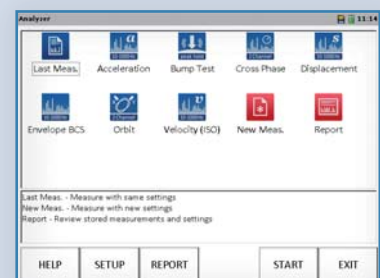 Analyser 11:14
a
s
Last Meas. Acceleration Bump Test Cross Phase Displacement
v
Envelope BCS Orbit Velocity (ISO) New Meas. Report
Last Meas. - Measure with same settings
New Meas. - Measure with new settings
Report - Review stored measurements and settings
HELP SETUP REPORT START EXIT